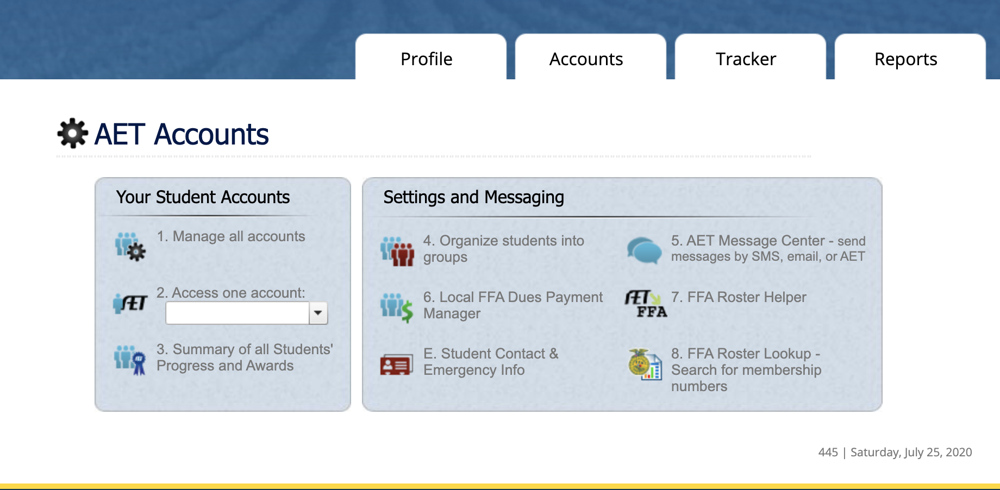 Profile
Accounts
Tracker
Reports
AET Accounts
Your Student Accounts
1. Manage all accounts
ÆT
2. Access one account:
3. Summary of all Students'
Progress and Awards
Settings and Messaging
4. Organize students into
groups
5. AET Message Center - send
messages by SMS, email, or AET
6. Local FFA Dues Payment
Manager
ÆT
FFA
7. FFA Roster Helper
E. Student Contact &
Emergency Info
8. FFA Roster Lookup -
Search for membership
numbers
445 | Saturday, July 25, 2020